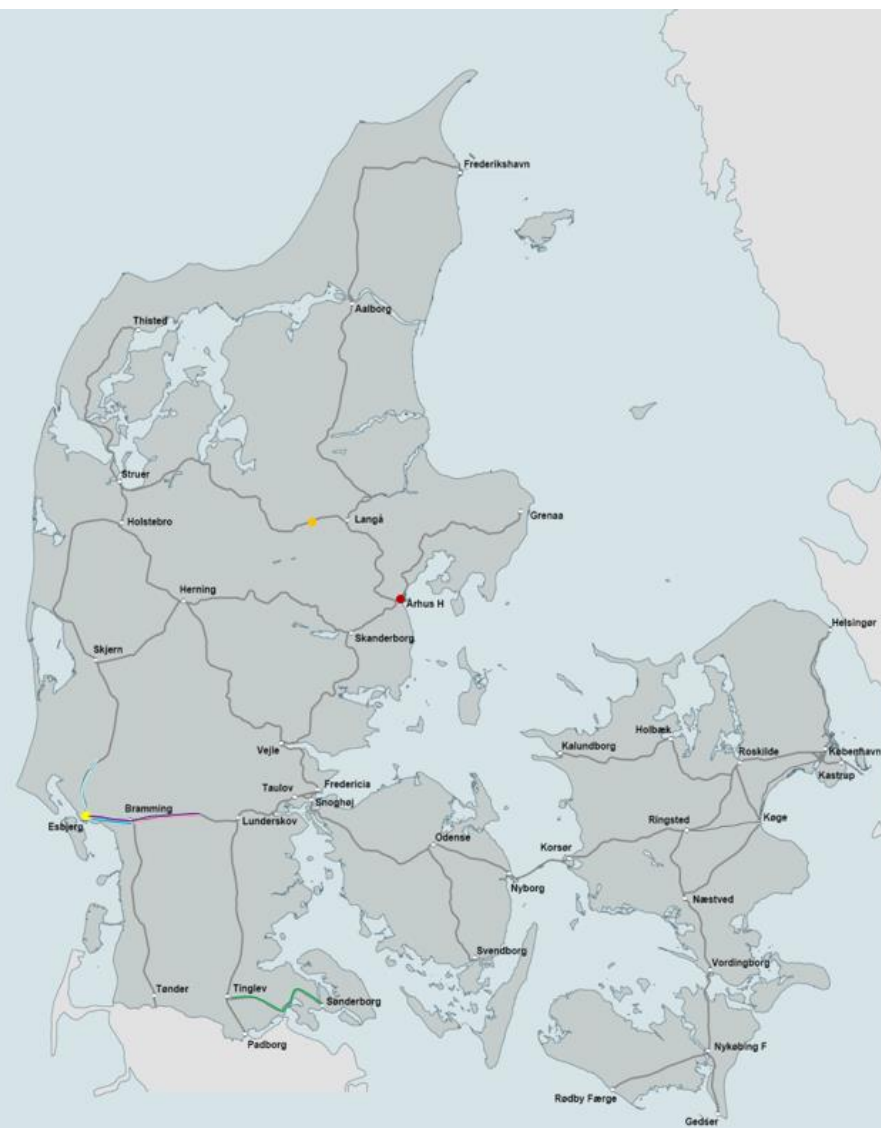 Frederikshavn
Aalborg
Thisted
Struer
Holstebro
Langå
Grenaa
Herning
Århus H
Skanderborg
Skjern
Helsingør
Vejle
Holbæk
Kalundborg
Roskilde
København
Kastrup
Taulov
Fredericia
Snoghøj
Bramming
Esbjerg
Lunderskov
Ringsted
Køge
Odense
Korsør
Nyborg
Næstved
Svendborg
Vordingborg
Tønder
Tinglev
Sønderborg
Padborg
Nykøbing F
Rødby Færge
Gedser